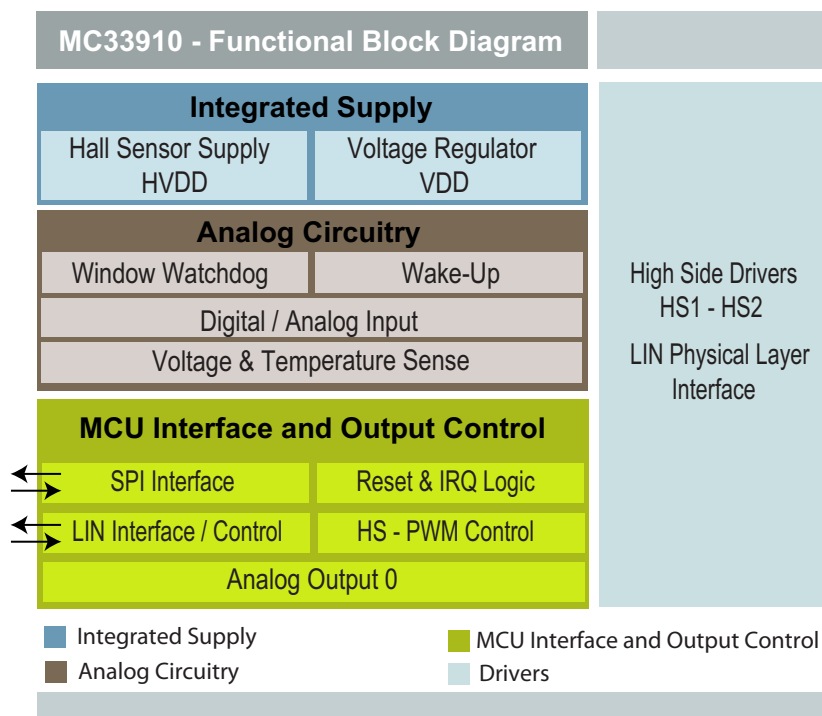 MC33910 - Functional Block Diagram
Integrated Supply
Hall Sensor Supply
HVDD
Voltage Regulator
VDD
Analog Circuitry
Window Watchdog
Wake-Up
Digital / Analog Input
Voltage & Temperature Sense
MCU Interface and Output Control
SPI Interface
Reset & IRQ Logic
LIN Interface / Control
HS - PWM Control
Analog Output 0
High Side Drivers
HS1 - HS2
LIN Physical Layer
Interface
Integrated Supply
Analog Circuitry
MCU Interface and Output Control
Drivers